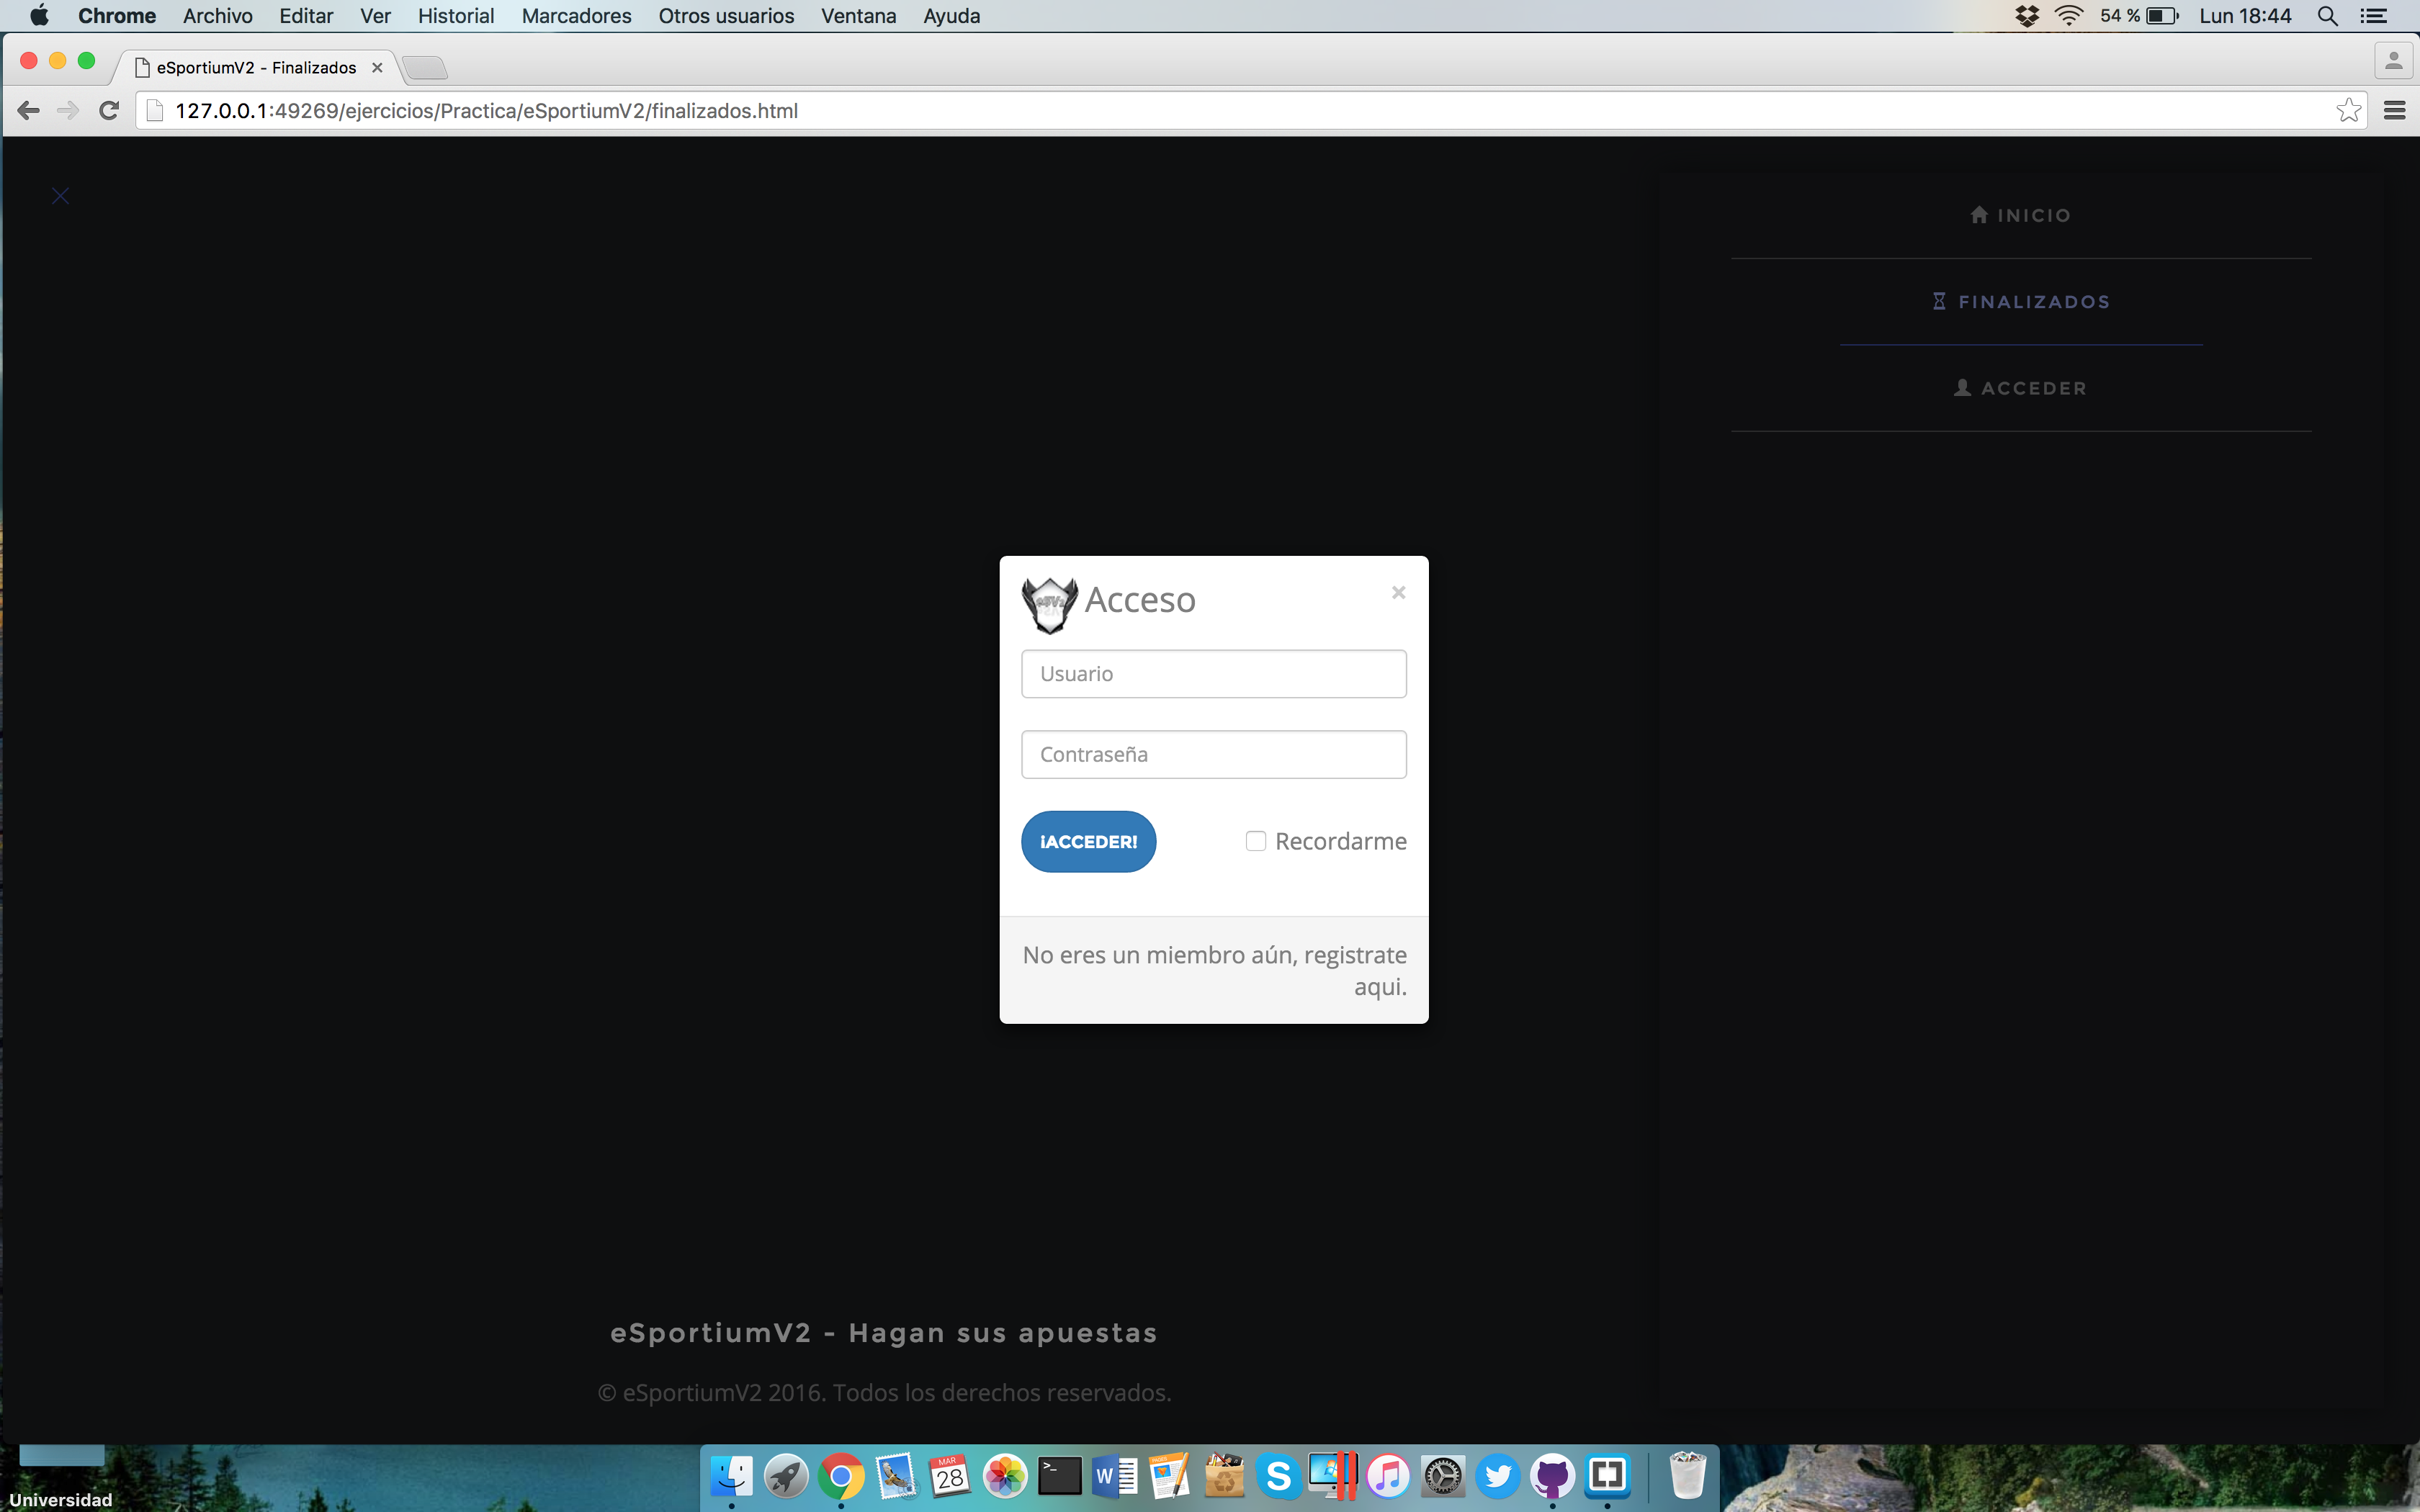 Chrome Archivo Editar Ver Historial Marcadores Otros usuarios Ventana Ayuda 54 % Lun 18:44
eSportiumV2 - Finalizados
127.0.0.1:49269/ejercicios/Practica/eSportiumV2/finalizados.html
INICIO
FINALIZADOS
ACCEDER
eSV2 Acceso ×
Usuario
Contraseña
¡ACCEDER! Recordarme
No eres un miembro aún, registrate
aqui.
eSportiumV2 - Hagan sus apuestas
© eSportiumV2 2016. Todos los derechos reservados.
MAR
28
Universidad